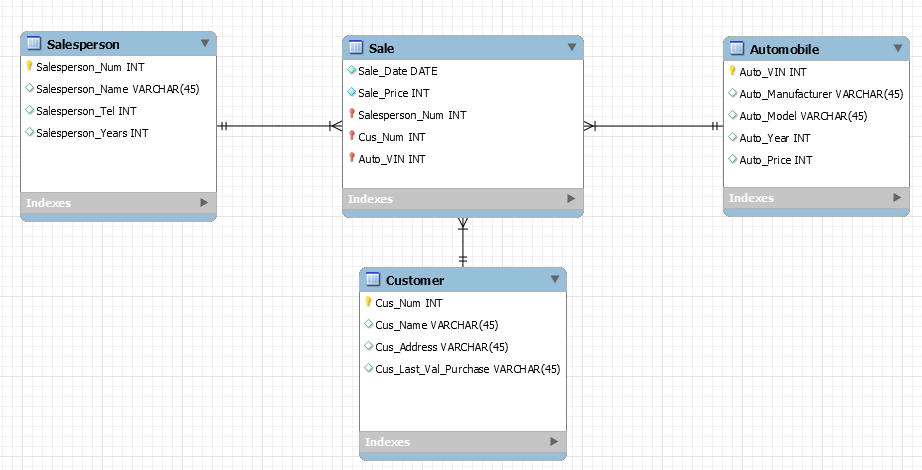 Salesperson
Salesperson_Num INT
Salesperson_Name VARCHAR(45)
Salesperson_Tel INT
Salesperson_Years INT
Indexes
Sale
Sale_Date DATE
Sale_Price INT
Salesperson_Num INT
Cus_Num INT
Auto_VIN INT
Indexes
Automobile
Auto_VIN INT
Auto_Manufacturer VARCHAR(45)
Auto_Model VARCHAR(45)
Auto_Year INT
Auto_Price INT
Indexes
Customer
Cus_Num INT
Cus_Name VARCHAR(45)
Cus_Address VARCHAR(45)
Cus_Last_Val_Purchase VARCHAR(45)
Indexes